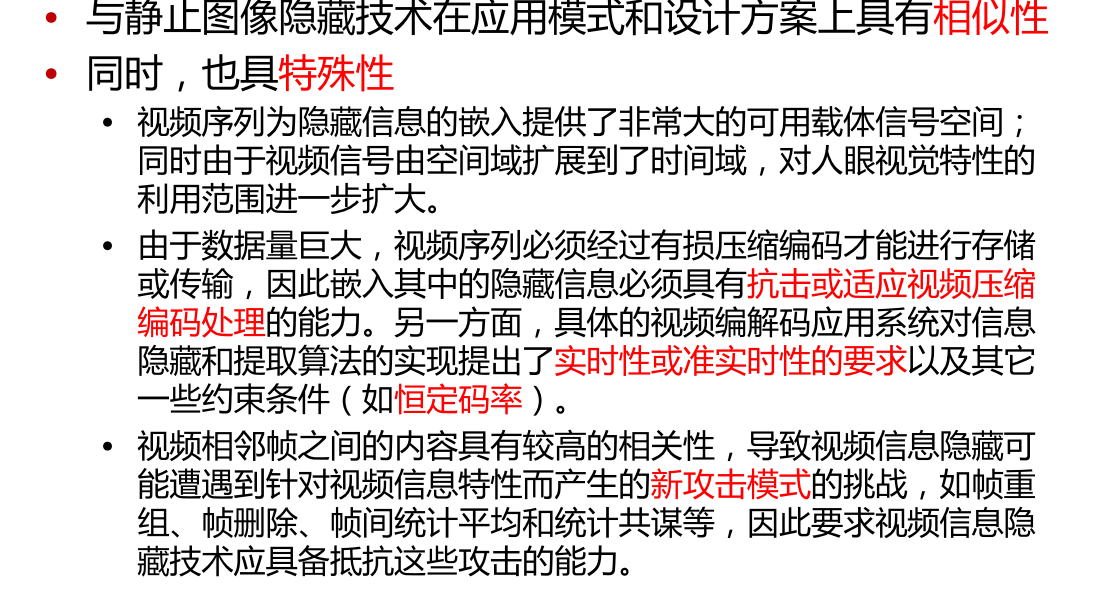 • 与静止图像隐藏技术在应用模式和设计方案上具有相似性
• 同时，也具特殊性
• 视频序列为隐藏信息的嵌入提供了非常大的可用载体信号空间；
同时由于视频信号由空间域扩展到了时间域，对人眼视觉特性的
利用范围进一步扩大。
• 由于数据量巨大，视频序列必须经过有损压缩编码才能进行存储
或传输，因此嵌入其中的隐藏信息必须具有抗击或适应视频压缩
编码处理的能力。另一方面，具体的视频编解码应用系统对信息
隐藏和提取算法的实现提出了实时性或准实时性的要求以及其它
一些约束条件（如恒定码率）。
• 视频相邻帧之间的内容具有较高的相关性，导致视频信息隐藏可
能遭遇到针对视频信息特性而产生的新攻击模式的挑战，如帧重
组、帧删除、帧间统计平均和统计共谋等，因此要求视频信息隐
藏技术应具备抵抗这些攻击的能力。